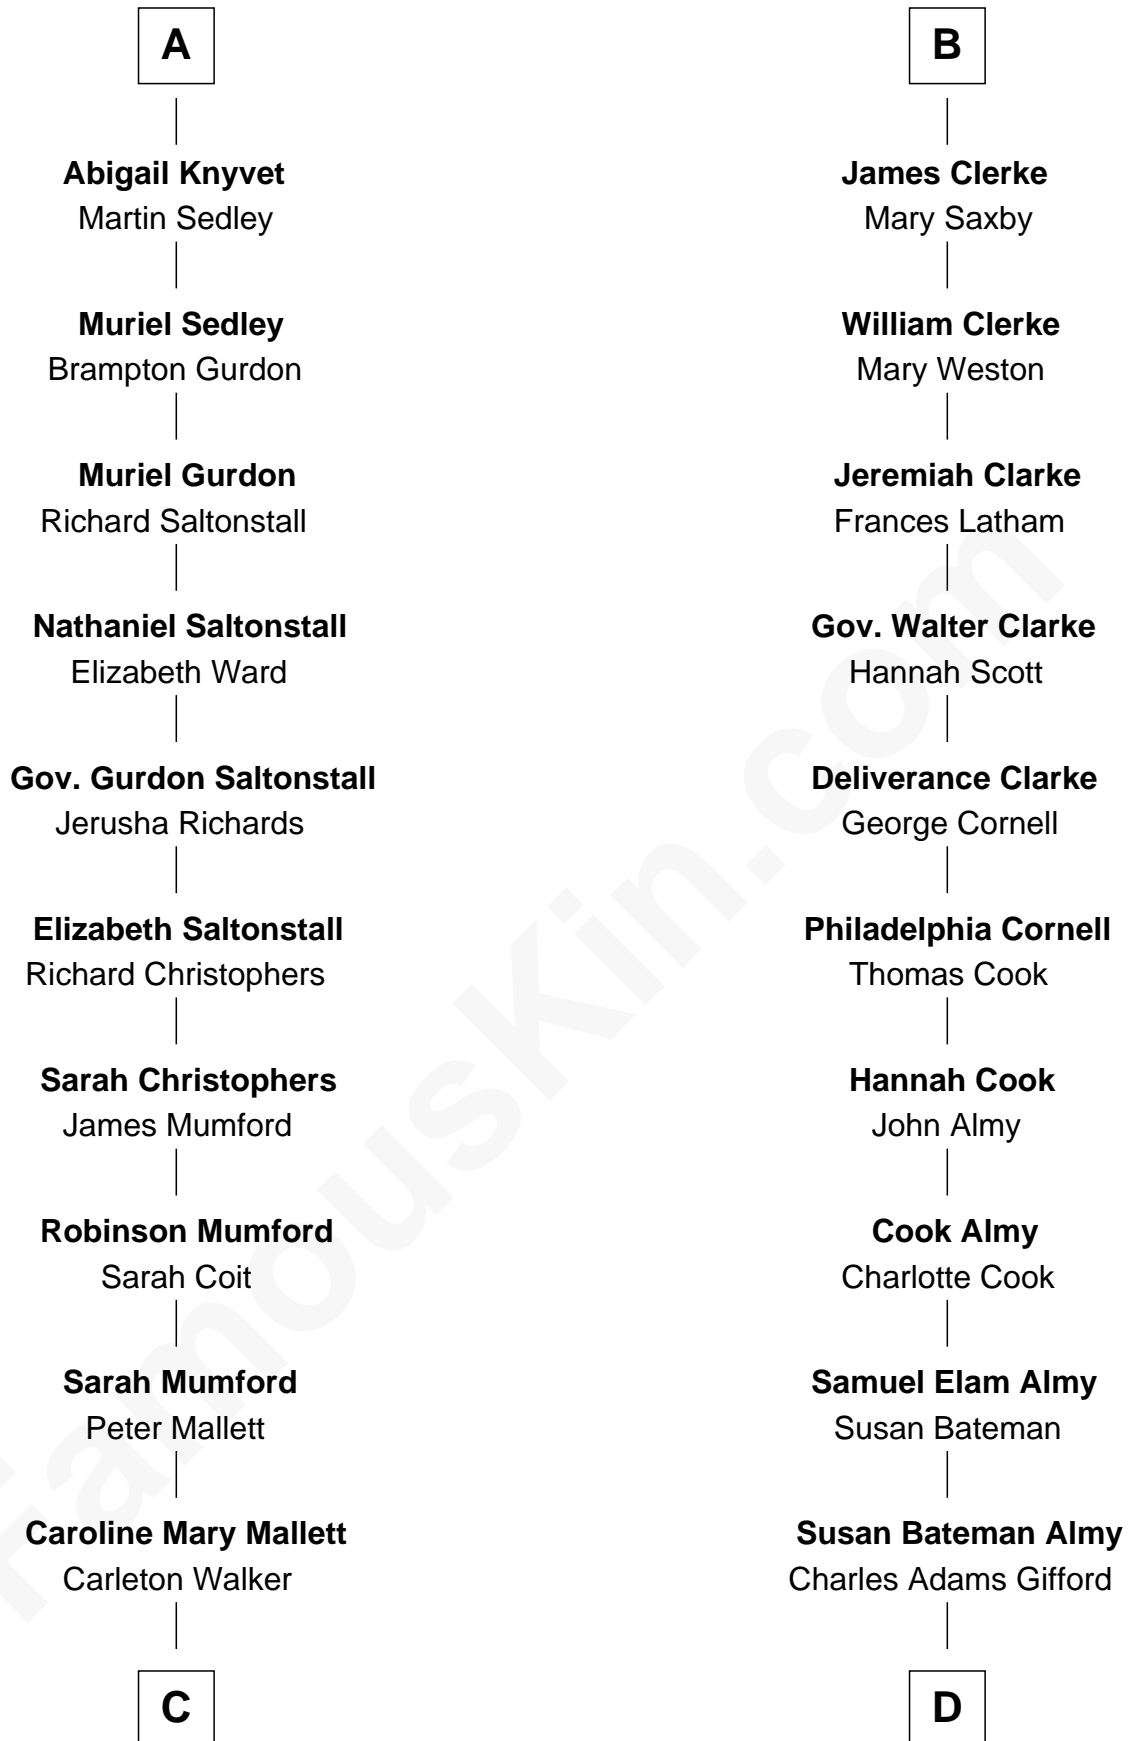 A
Abigail Knyvet
Martin Sedley
Muriel Sedley
Brampton Gurdon
Muriel Gurdon
Richard Saltonstall
Nathaniel Saltonstall
Elizabeth Ward
Gov. Gurdon Saltonstall
Jerusha Richards
Elizabeth Saltonstall
Richard Christophers
Sarah Christophers
James Mumford
Robinson Mumford
Sarah Coit
Sarah Mumford
Peter Mallett
Caroline Mary Mallett
Carleton Walker
C
B
James Clerke
Mary Saxby
William Clerke
Mary Weston
Jeremiah Clarke
Frances Latham
Gov. Walter Clarke
Hannah Scott
Deliverance Clarke
George Cornell
Philadelphia Cornell
Thomas Cook
Hannah Cook
John Almy
Cook Almy
Charlotte Cook
Samuel Elam Almy
Susan Bateman
Susan Bateman Almy
Charles Adams Gifford
D
FamousKin.com